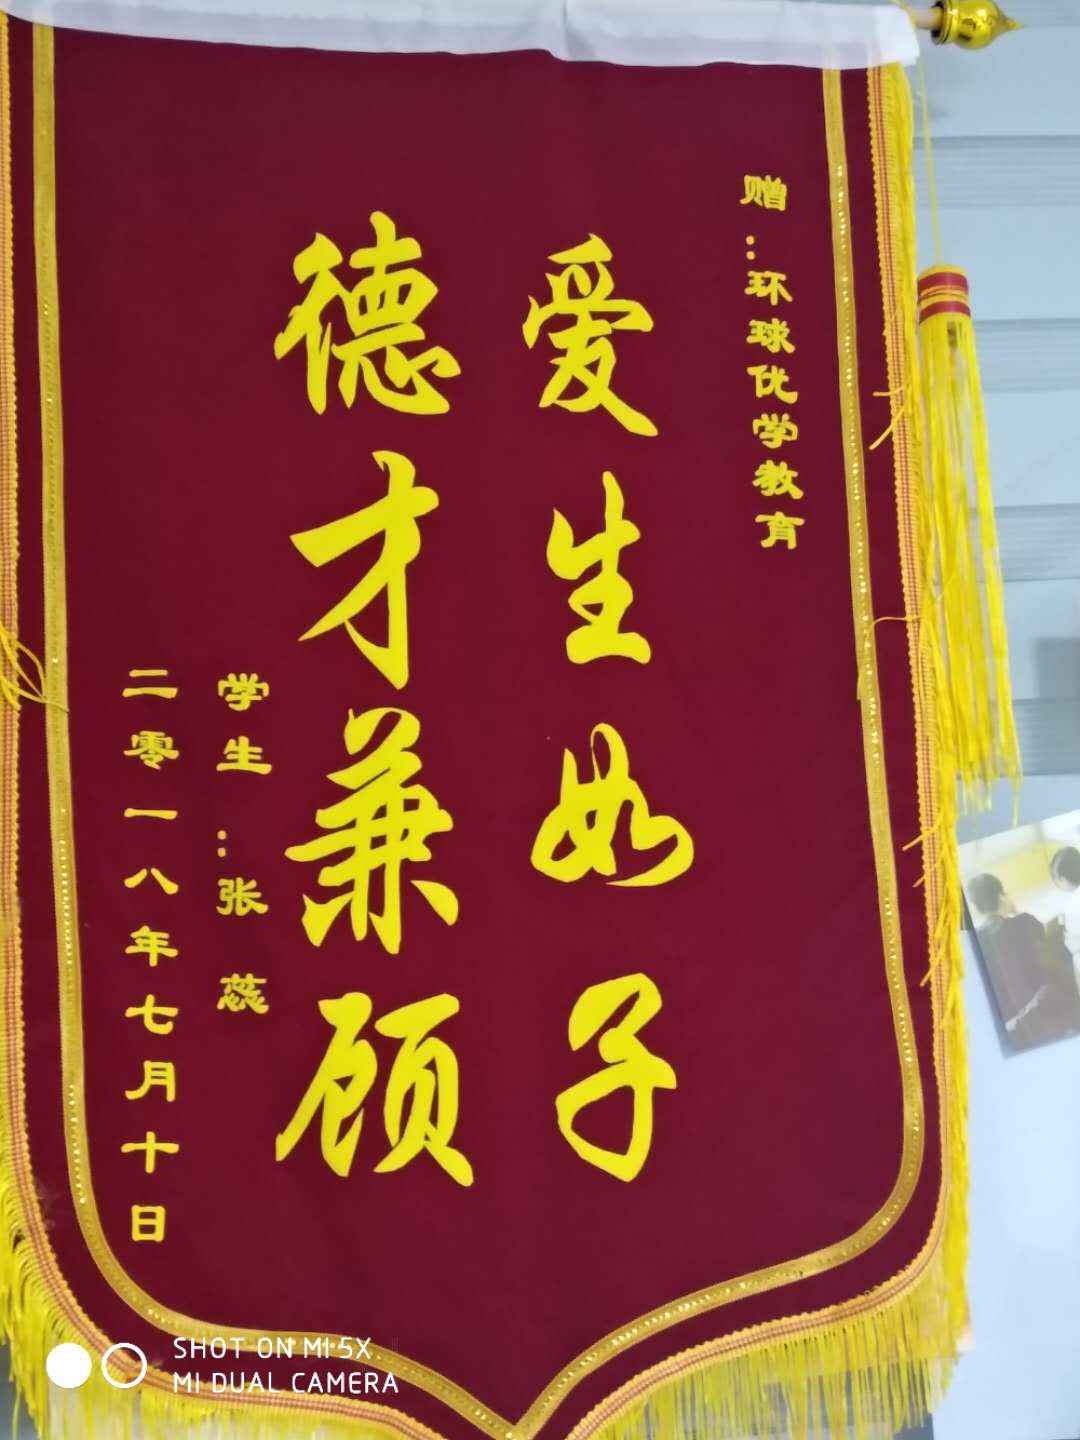 赠：环球优学教育
爱生如子
德才兼顾
学生：张蕊
二零一八年七月十日
SHOT ON MI 5X
MI DUAL CAMERA